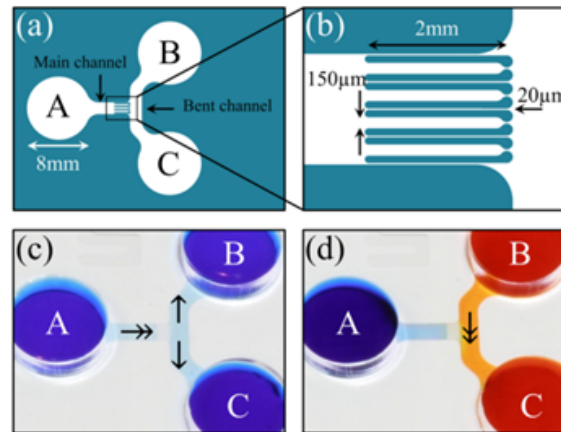 (a)
B
Main channel
A
Bent channel
C
8mm
(b)
2mm
150µm
20µm
(c)
B
A
C
(d)
B
A
C